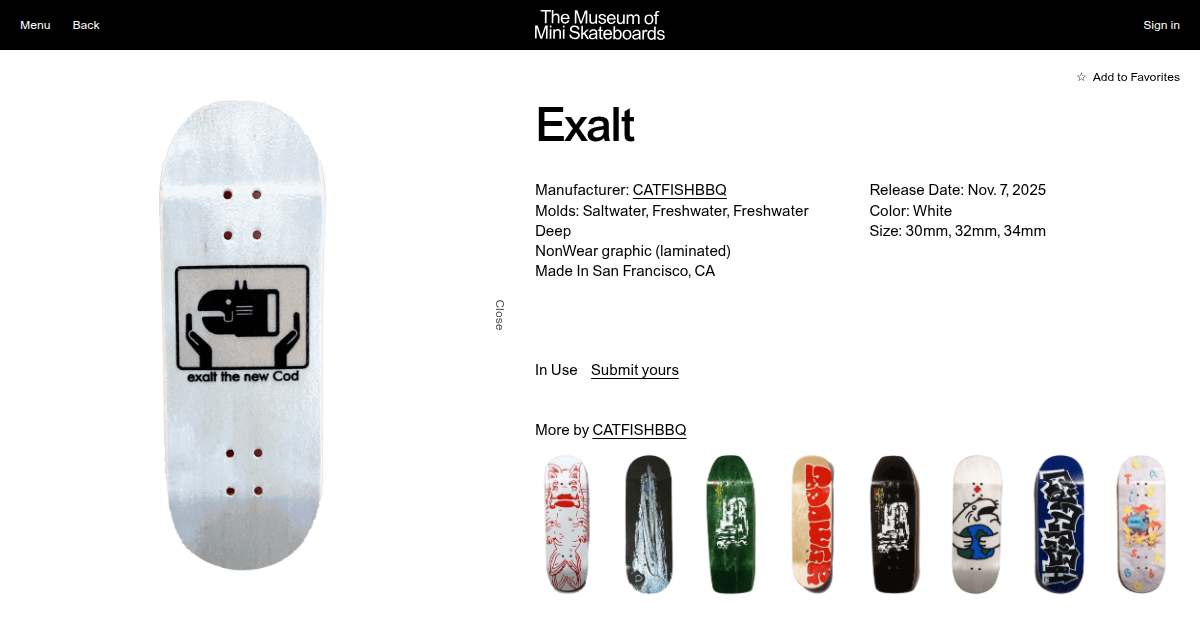 Menu
Back
The Museum of
Mini Skateboards
Sign in
☆ Add to Favorites
Exalt
Manufacturer: CATFISHBBQ
Molds: Saltwater, Freshwater, Freshwater
Deep
NonWear graphic (laminated)
Made In San Francisco, CA
Release Date: Nov. 7, 2025
Color: White
Size: 30mm, 32mm, 34mm
exalt the new Cod
Close
In Use Submit yours
More by CATFISHBBQ